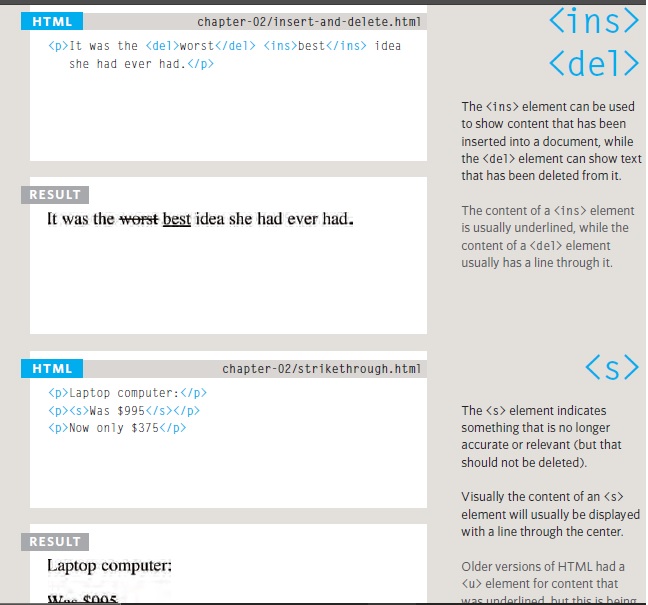 HTML
chapter-02/insert-and-delete.html
<p>It was the <del>worst</del> <ins>best</ins> idea
she had ever had.</p>
<ins>
<del>
The <ins> element can be used
to show content that has been
inserted into a document, while
the <del> element can show text
that has been deleted from it.
The content of a <ins> element
is usually underlined, while the
content of a <del> element
usually has a line through it.
RESULT
It was the worst best idea she had ever had.
HTML
chapter-02/strikethrough.html
<p>Laptop computer:</p>
<p><s>Was $995</s></p>
<p>Now only $375</p>
<s>
The <s> element indicates
something that is no longer
accurate or relevant (but that
should not be deleted).
Visually the content of an <s>
element will usually be displayed
with a line through the center.
Older versions of HTML had a
<u> element for content that
was underlined, but this is being
RESULT
Laptop computer:
Was $995